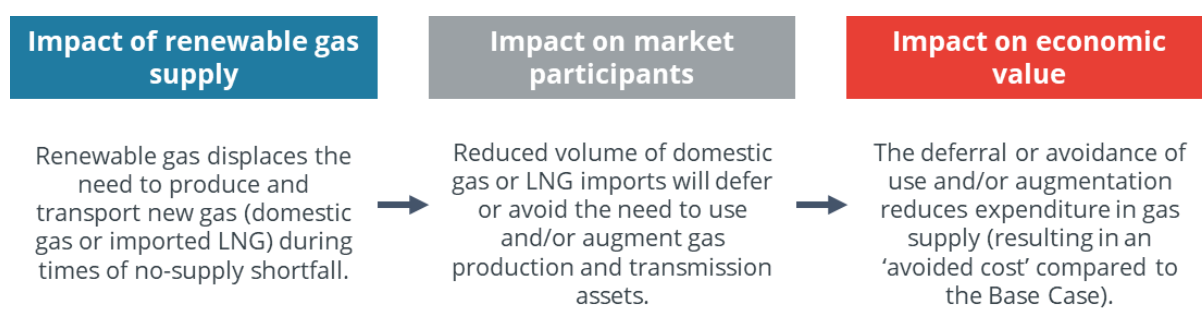 Impact of renewable gas
supply
Renewable gas displaces the
need to produce and
transport new gas (domestic
gas or imported LNG) during
times of no-supply shortfall.
Impact on market
participants
Reduced volume of domestic
gas or LNG imports will defer
or avoid the need to use
and/or augment gas
production and transmission
assets.
Impact on economic
value
The deferral or avoidance of
use and/or augmentation
reduces expenditure in gas
supply (resulting in an
‘avoided cost’ compared to
the Base Case).